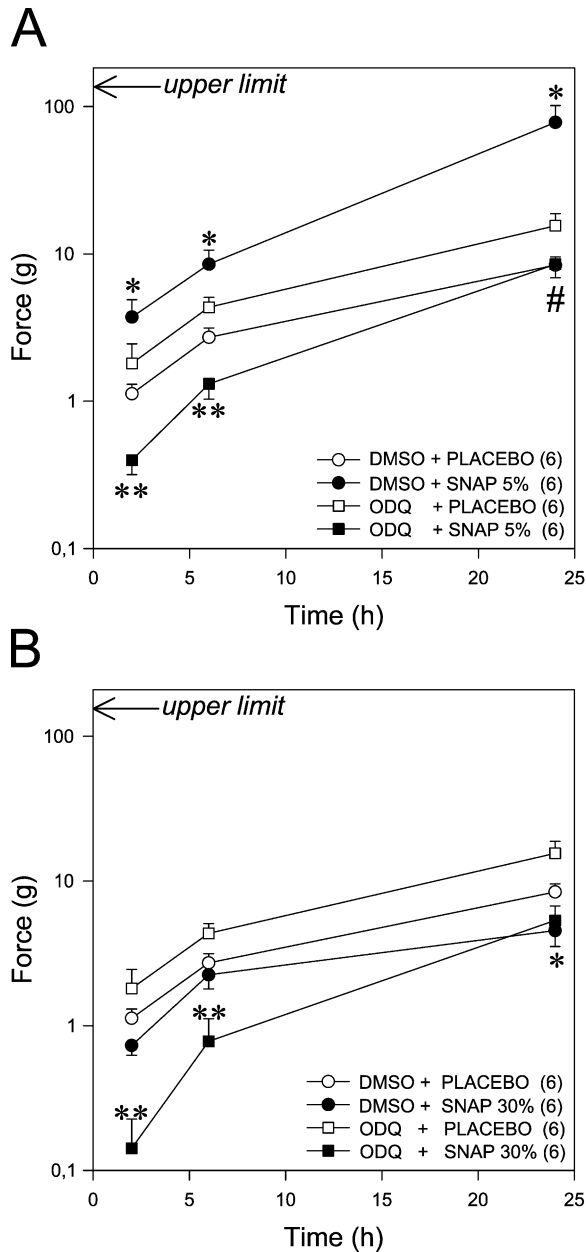 A
upper limit
100
10
1
0,1
Force (g)
*
*
*
**
**
#
DMSO + PLACEBO (6)
DMSO + SNAP 5% (6)
ODQ + PLACEBO (6)
ODQ + SNAP 5% (6)
0 5 10 15 20 25
Time (h)
B
upper limit
100
10
1
0,1
Force (g)
**
**
*
DMSO + PLACEBO (6)
DMSO + SNAP 30% (6)
ODQ + PLACEBO (6)
ODQ + SNAP 30% (6)
0 5 10 15 20 25
Time (h)